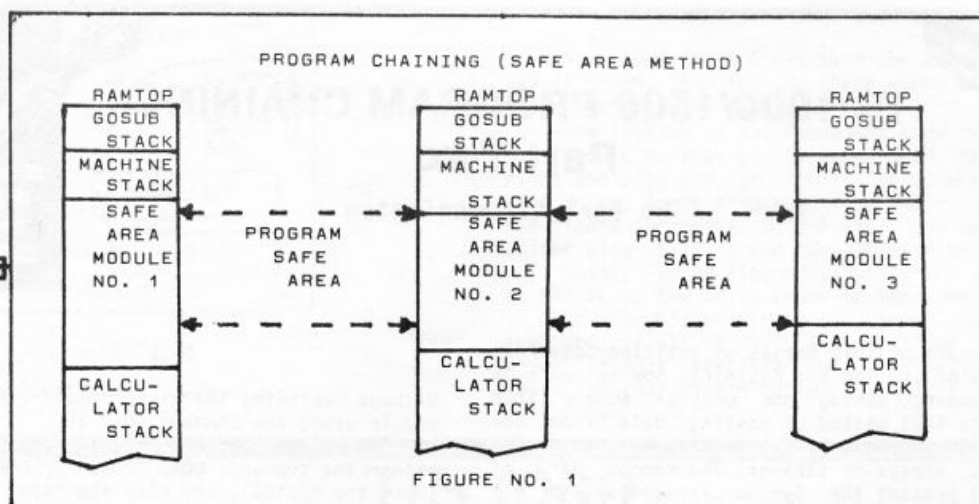 PROGRAM CHAINING (SAFE AREA METHOD)
RAMTOP
GOSUB
STACK
MACHINE
STACK
SAFE
AREA
MODULE
NO. 1
CALCU-
LATOR
STACK
PROGRAM
SAFE
AREA
RAMTOP
GOSUB
STACK
MACHINE
STACK
SAFE
AREA
MODULE
NO. 2
CALCU-
LATOR
STACK
PROGRAM
SAFE
AREA
RAMTOP
GOSUB
STACK
MACHINE
STACK
SAFE
AREA
MODULE
NO. 3
CALCU-
LATOR
STACK
FIGURE NO. 1